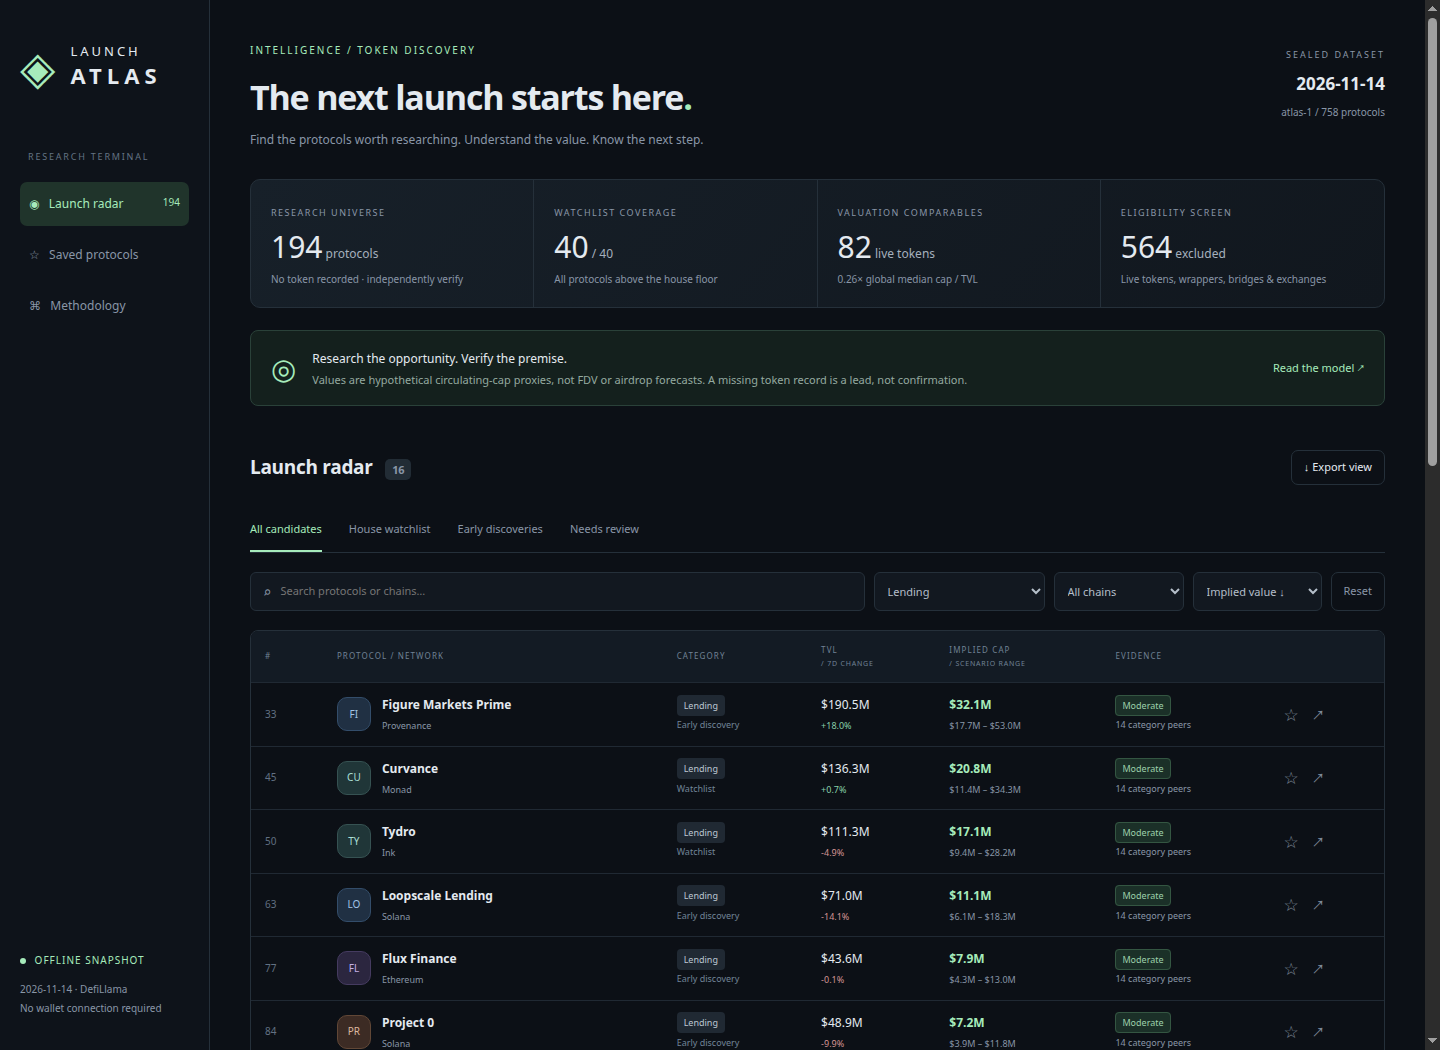 LAUNCH
ATLAS
RESEARCH TERMINAL
Launch radar 194
Saved protocols
Methodology
OFFLINE SNAPSHOT
2026-11-14 · DefiLlama
No wallet connection required
INTELLIGENCE / TOKEN DISCOVERY
The next launch starts here.
Find the protocols worth researching. Understand the value. Know the next step.
SEALED DATASET
2026-11-14
atlas-1 / 758 protocols
RESEARCH UNIVERSE
194 protocols
No token recorded · independently verify
WATCHLIST COVERAGE
40 / 40
All protocols above the house floor
VALUATION COMPARABLES
82 live tokens
0.26× global median cap / TVL
ELIGIBILITY SCREEN
564 excluded
Live tokens, wrappers, bridges & exchanges
Research the opportunity. Verify the premise.
Values are hypothetical circulating-cap proxies, not FDV or airdrop forecasts. A missing token record is a lead, not confirmation.
Read the model ↗
Launch radar 16
↓ Export view
All candidates House watchlist Early discoveries Needs review
Search protocols or chains... Lending All chains Implied value ↓ Reset
# PROTOCOL / NETWORK CATEGORY TVL / 7D CHANGE IMPLIED CAP / SCENARIO RANGE EVIDENCE
33 FI Figure Markets Prime Lending $190.5M $32.1M Moderate
Provenance Early discovery +18.0% $17.7M – $53.0M 14 category peers
45 CU Curvance Lending $136.3M $20.8M Moderate
Monad Watchlist +0.7% $11.4M – $34.3M 14 category peers
50 TY Tydro Lending $111.3M $17.1M Moderate
Ink Watchlist -4.9% $9.4M – $28.2M 14 category peers
63 LO Loopscale Lending Lending $71.0M $11.1M Moderate
Solana Early discovery -14.1% $6.1M – $18.3M 14 category peers
77 FL Flux Finance Lending $43.6M $7.9M Moderate
Ethereum Early discovery -0.1% $4.3M – $13.0M 14 category peers
84 PR Project 0 Lending $48.9M $7.2M Moderate
Solana Early discovery -9.9% $3.9M – $11.8M 14 category peers